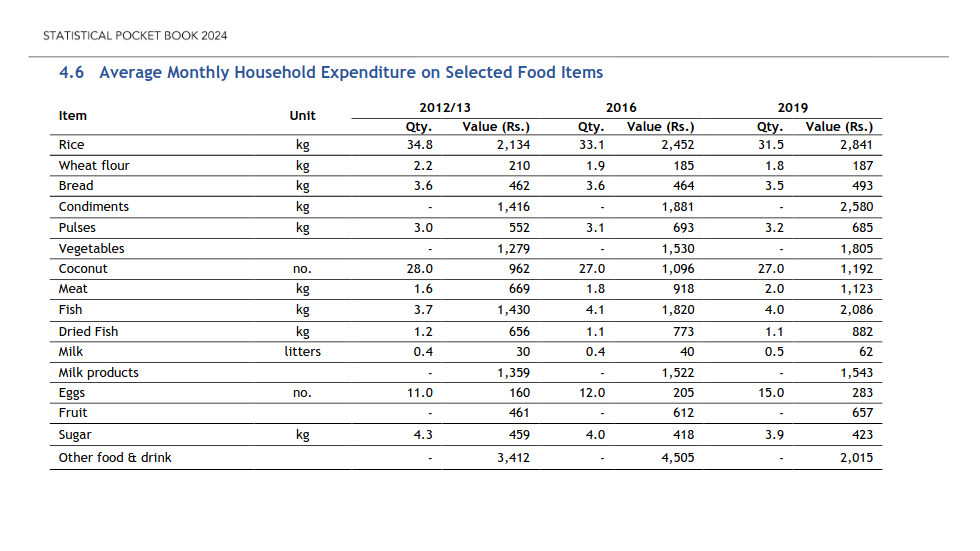 STATISTICAL POCKET BOOK 2024
4.6 Average Monthly Household Expenditure on Selected Food Items
Item Unit 2012/13 2016 2019
Qty. Value (Rs.) Qty. Value (Rs.) Qty. Value (Rs.)
Rice kg 34.8 2,134 33.1 2,452 31.5 2,841
Wheat flour kg 2.2 210 1.9 185 1.8 187
Bread kg 3.6 462 3.6 464 3.5 493
Condiments kg - 1,416 - 1,881 - 2,580
Pulses kg 3.0 552 3.1 693 3.2 685
Vegetables - 1,279 - 1,530 - 1,805
Coconut no. 28.0 962 27.0 1,096 27.0 1,192
Meat kg 1.6 669 1.8 918 2.0 1,123
Fish kg 3.7 1,430 4.1 1,820 4.0 2,086
Dried Fish kg 1.2 656 1.1 773 1.1 882
Milk litters 0.4 30 0.4 40 0.5 62
Milk products - 1,359 - 1,522 - 1,543
Eggs no. 11.0 160 12.0 205 15.0 283
Fruit - 461 - 612 - 657
Sugar kg 4.3 459 4.0 418 3.9 423
Other food & drink - 3,412 - 4,505 - 2,015